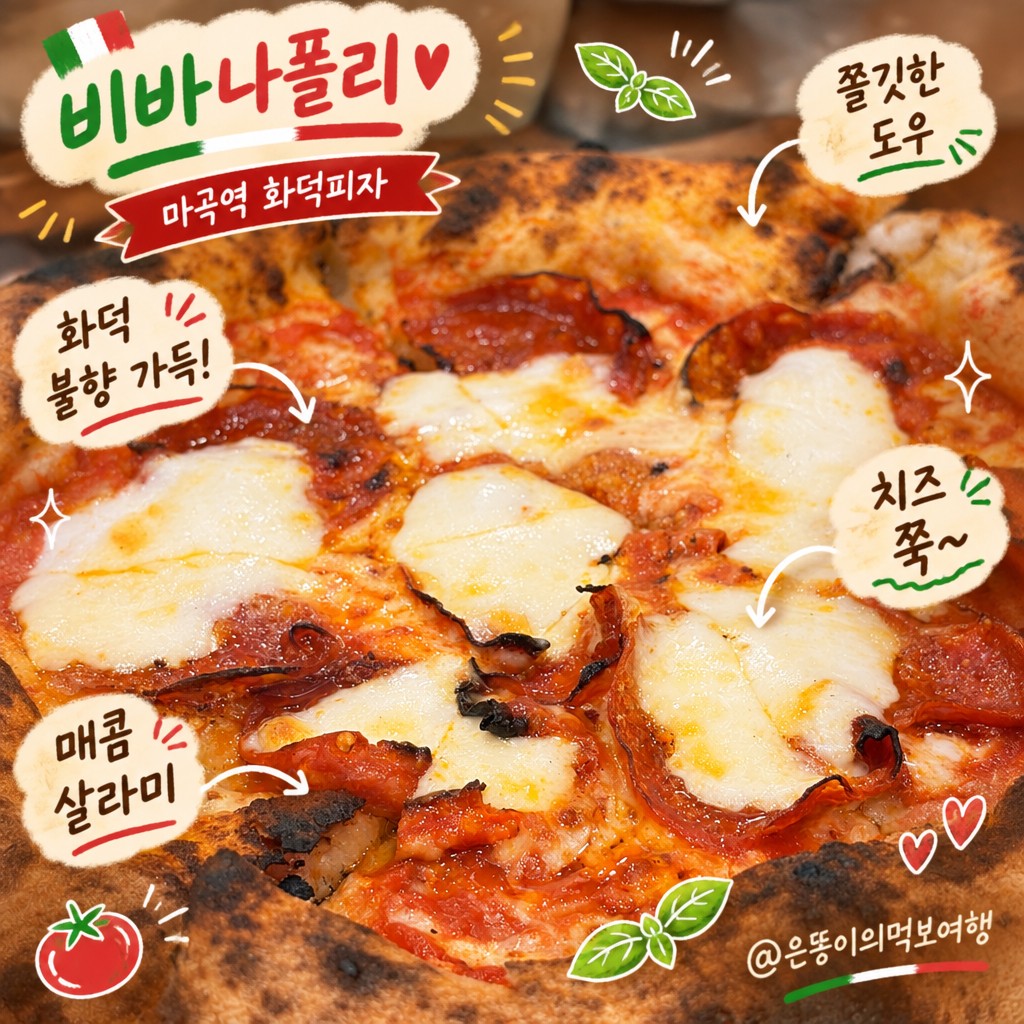 비바나폴리
마곡역 화덕피자
쫄깃한
도우
화덕
불향 가득!
치즈
쭉~
매콤
살라미
@은똥이의먹보여행